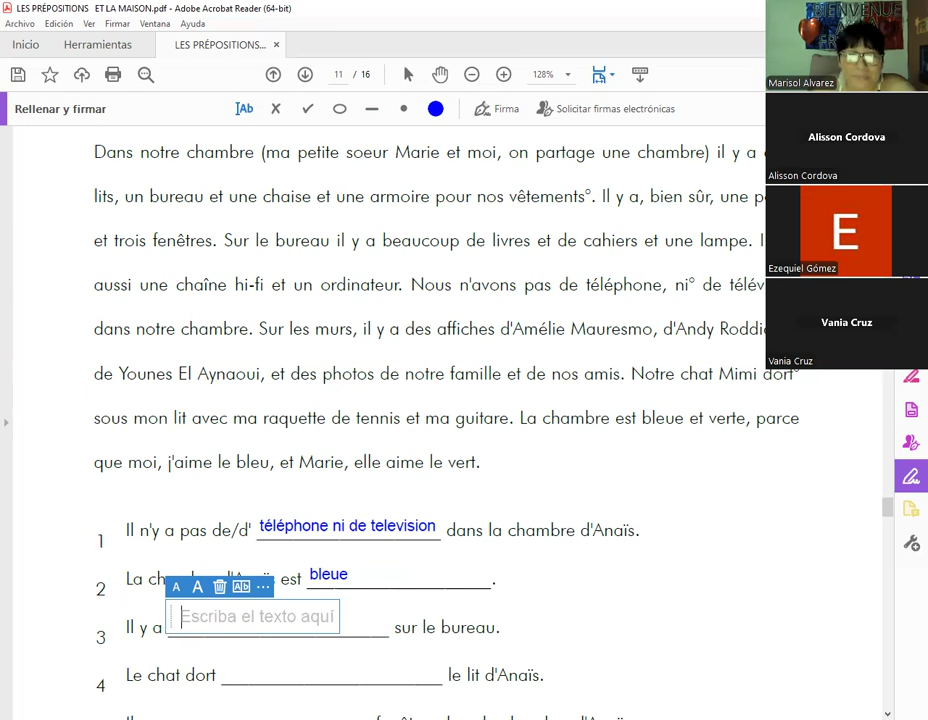 LES PRÉPOSITIONS ET LA MAISON.pdf - Adobe Acrobat Reader (64-bit)
Archivo Edición Ver Firmar Ventana Ayuda
Inicio Herramientas LES PRÉPOSITIONS... ×
11 / 16 128%
Rellenar y firmar IAb Firma Solicitar firmas electrónicas
BIENVENUE
Marisol Alvarez
Alisson Cordova
Alisson Cordova
E
Ezequiel Gómez
Vania Cruz
Vania Cruz
Dans notre chambre (ma petite soeur Marie et moi, on partage une chambre) il y a
lits, un bureau et une chaise et une armoire pour nos vêtements°. Il y a, bien sûr, une
et trois fenêtres. Sur le bureau il y a beaucoup de livres et de cahiers et une lampe.
aussi une chaîne hi-fi et un ordinateur. Nous n'avons pas de téléphone, ni° de
dans notre chambre. Sur les murs, il y a des affiches d'Amélie Mauresmo, d'Andy
de Younes El Aynaoui, et des photos de notre famille et de nos amis. Notre chat Mimi dort°
sous mon lit avec ma raquette de tennis et ma guitare. La chambre est bleue et verte, parce
que moi, j'aime le bleu, et Marie, elle aime le vert.
1 Il n'y a pas de/d' téléphone ni de television dans la chambre d'Anaïs.
2 La est bleue.
A A Ab ...
Escriba el texto aquí
3 Il y a sur le bureau.
4 Le chat dort le lit d'Anaïs.